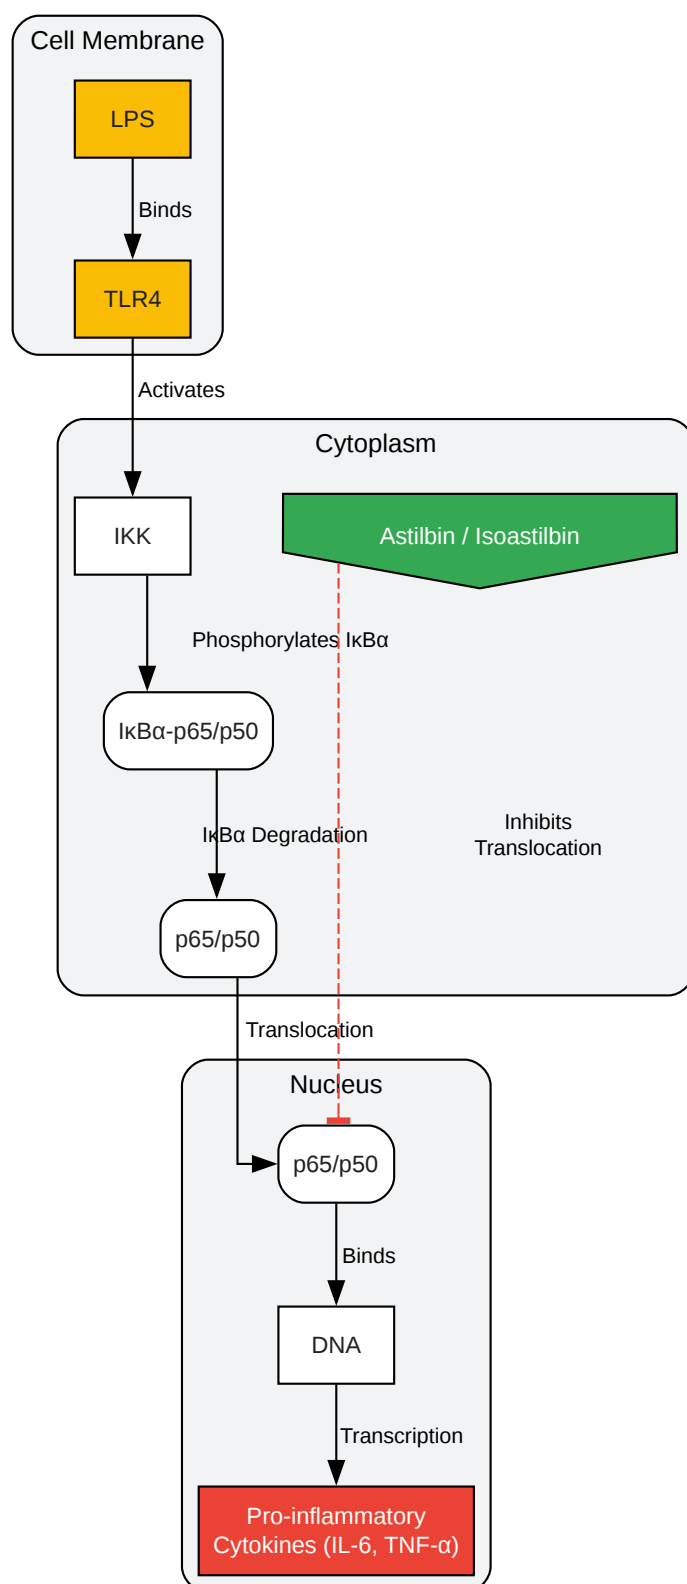 Cell Membrane
LPS
Binds
TLR4
Activates
Cytoplasm
IKK
Astilbin / Isoastilbin
Phosphorylates IκBα
IκBα-p65/p50
IκBα Degradation
Inhibits
Translocation
p65/p50
Translocation
Nucleus
p65/p50
Binds
DNA
Transcription
Pro-inflammatory
Cytokines (IL-6, TNF-α)